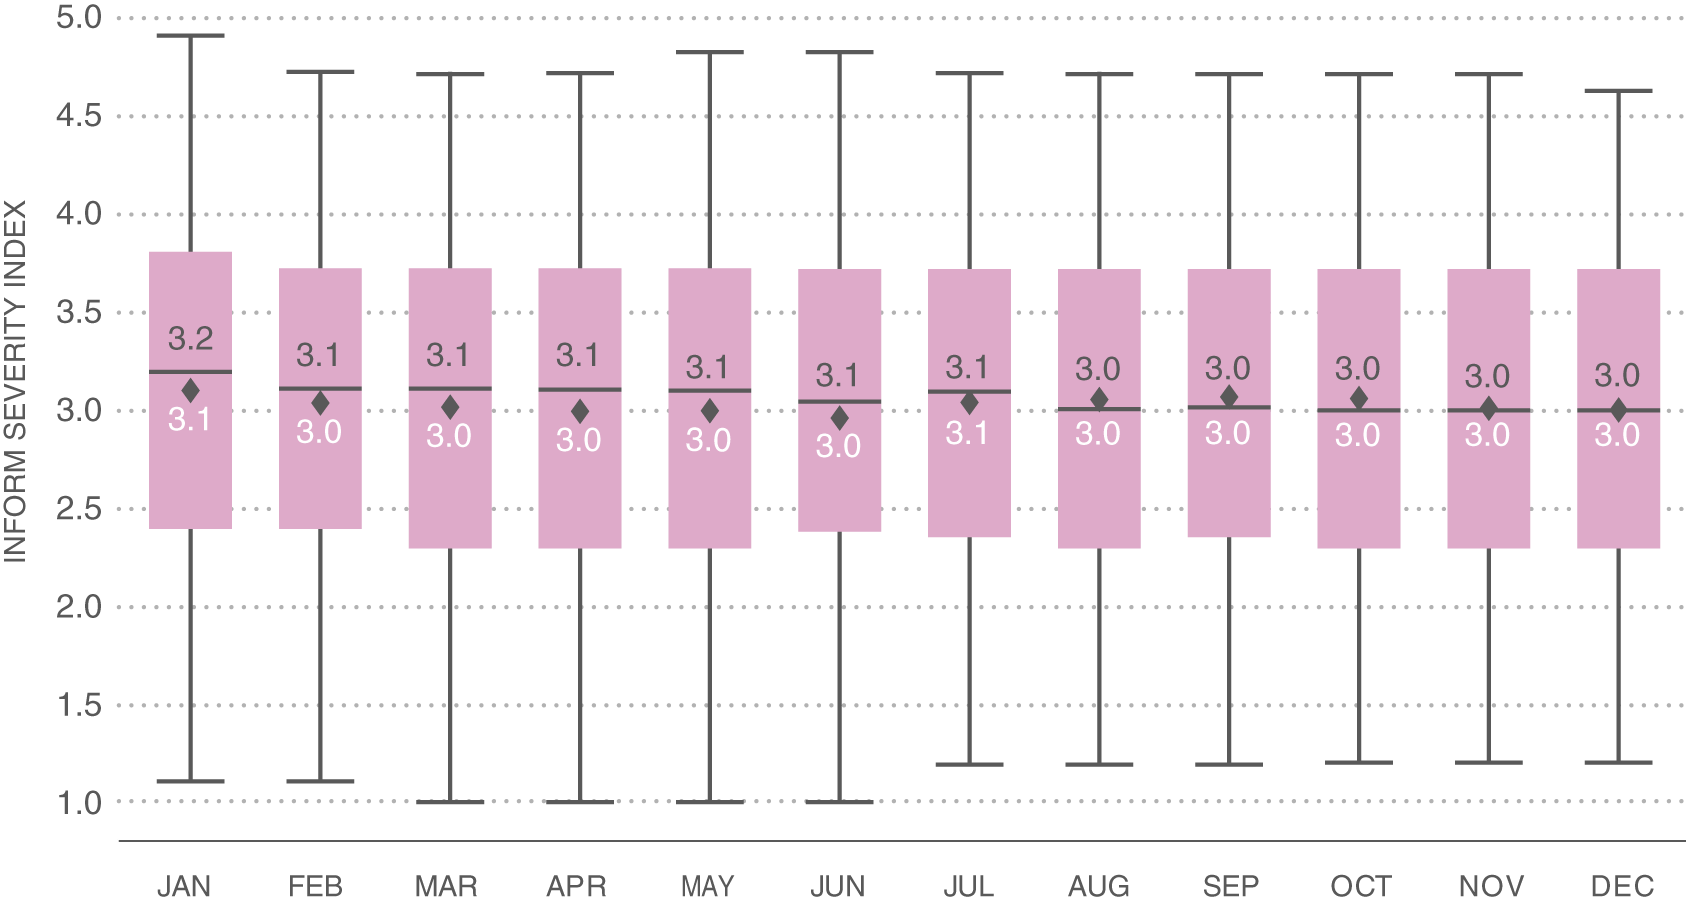 INFORM SEVERITY INDEX
5.0
4.5
4.0
3.5
3.0
2.5
2.0
1.5
1.0
3.2 3.1 3.1 3.1 3.1 3.1 3.1 3.0 3.0 3.0 3.0 3.0
3.1 3.0 3.0 3.0 3.0 3.0 3.1 3.0 3.0 3.0 3.0 3.0
JAN FEB MAR APR MAY JUN JUL AUG SEP OCT NOV DEC